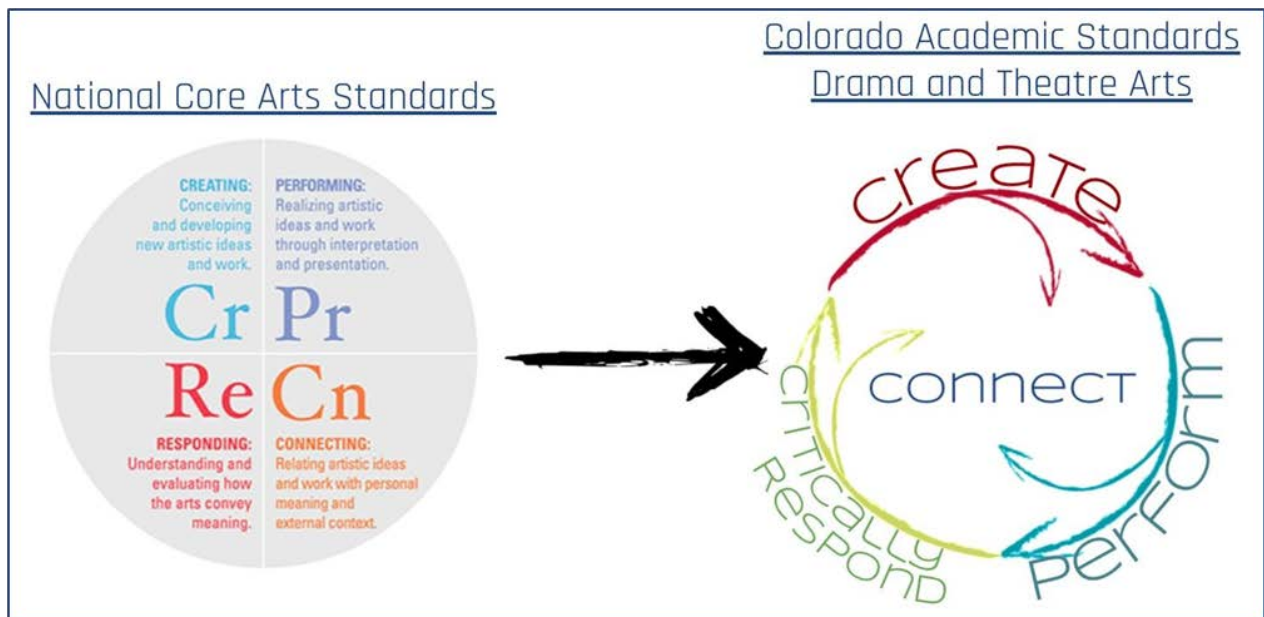 National Core Arts Standards
CREATING:
Conceiving
and developing
new artistic ideas
and work.
Cr
PERFORMING:
Realizing artistic
ideas and work
through interpretation
and presentation.
Pr
Re
RESPONDING:
Understanding and
evaluating how
the arts convey
meaning.
Cn
CONNECTING:
Relating artistic ideas
and work with personal
meaning and
external context.
Colorado Academic Standards
Drama and Theatre Arts
create
perform
critically
respond
connect